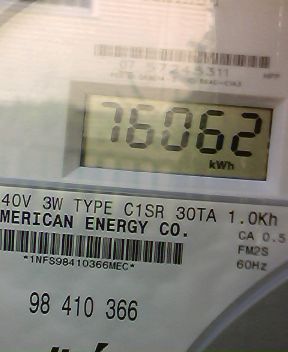 76062
kWh
40V 3W TYPE C1SR 30TA 1.0Kh
MERICAN ENERGY CO.
CA 0.5
FM2S
*1NFS98410366MEC*
60Hz
98 410 366